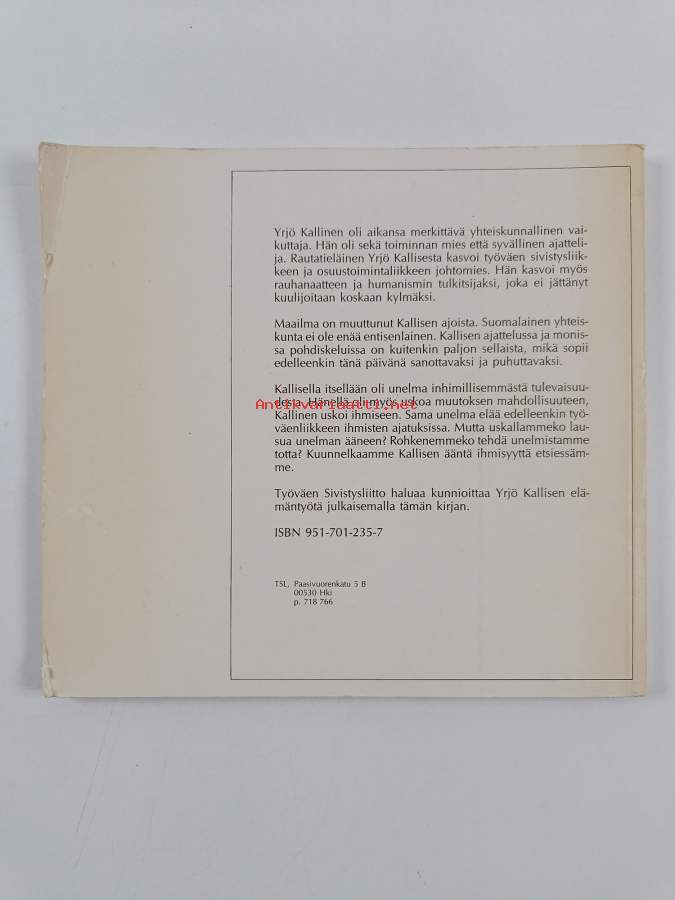 Yrjö Kallinen oli aikansa merkittävä yhteiskunnallinen vai-
kuttaja. Hän oli sekä toiminnan mies että syvällinen ajatteli-
ja. Rautatieläinen Yrjö Kallisesta kasvoi työväen sivistysliik-
keen ja osuustoimintaliikkeen johtomies. Hän kasvoi myös
rauhanaatteen ja humanismin tulkitsijaksi, joka ei jättänyt
kuulijoitaan koskaan kylmäksi.
Maailma on muuttunut Kallisen ajoista. Suomalainen yhteis-
kunta ei ole enää entisenlainen. Kallisen ajattelussa ja monis-
sa pohdiskeluissa on kuitenkin paljon sellaista, mikä sopii
edelleenkin tänä päivänä sanottavaksi ja puhuttavaksi.
Kallisella itsellään oli unelma inhimillisemmästä tulevaisuu-
desta. Hänellä oli myös uskoa muutoksen mahdollisuuteen,
Antikvariaatti.net
Kallinen uskoi ihmiseen. Sama unelma elää edelleenkin työ-
väenliikkeen ihmisten ajatuksissa. Mutta uskallammeko lau-
sua unelman ääneen? Rohkenemmeko tehdä unelmistamme
totta? Kuunnelkaamme Kallisen ääntä ihmisyyttä etsiessäm-
me.
Työväen Sivistysliitto haluaa kunnioittaa Yrjö Kallisen elä-
mäntyötä julkaisemalla tämän kirjan.
ISBN 951-701-235-7
TSL, Paasivuorenkatu 5 B
00530 Hki
p. 718 766